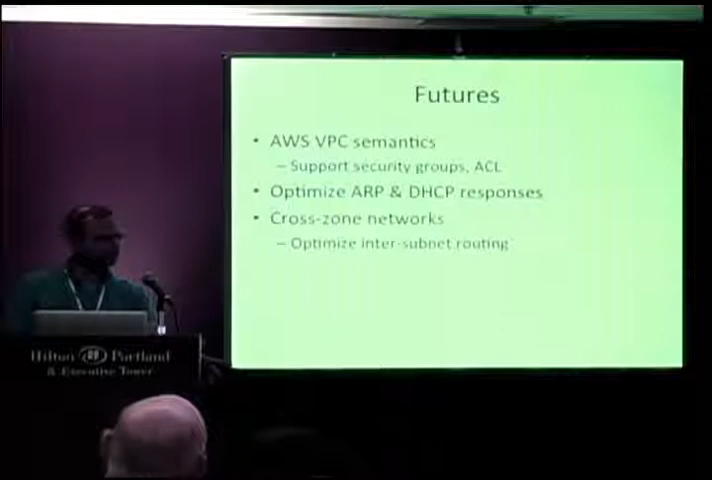 Futures
• AWS VPC semantics
– Support security groups, ACL
• Optimize ARP & DHCP responses
• Cross-zone networks
– Optimize inter-subnet routing
Hilton Portland
& Executive Tower